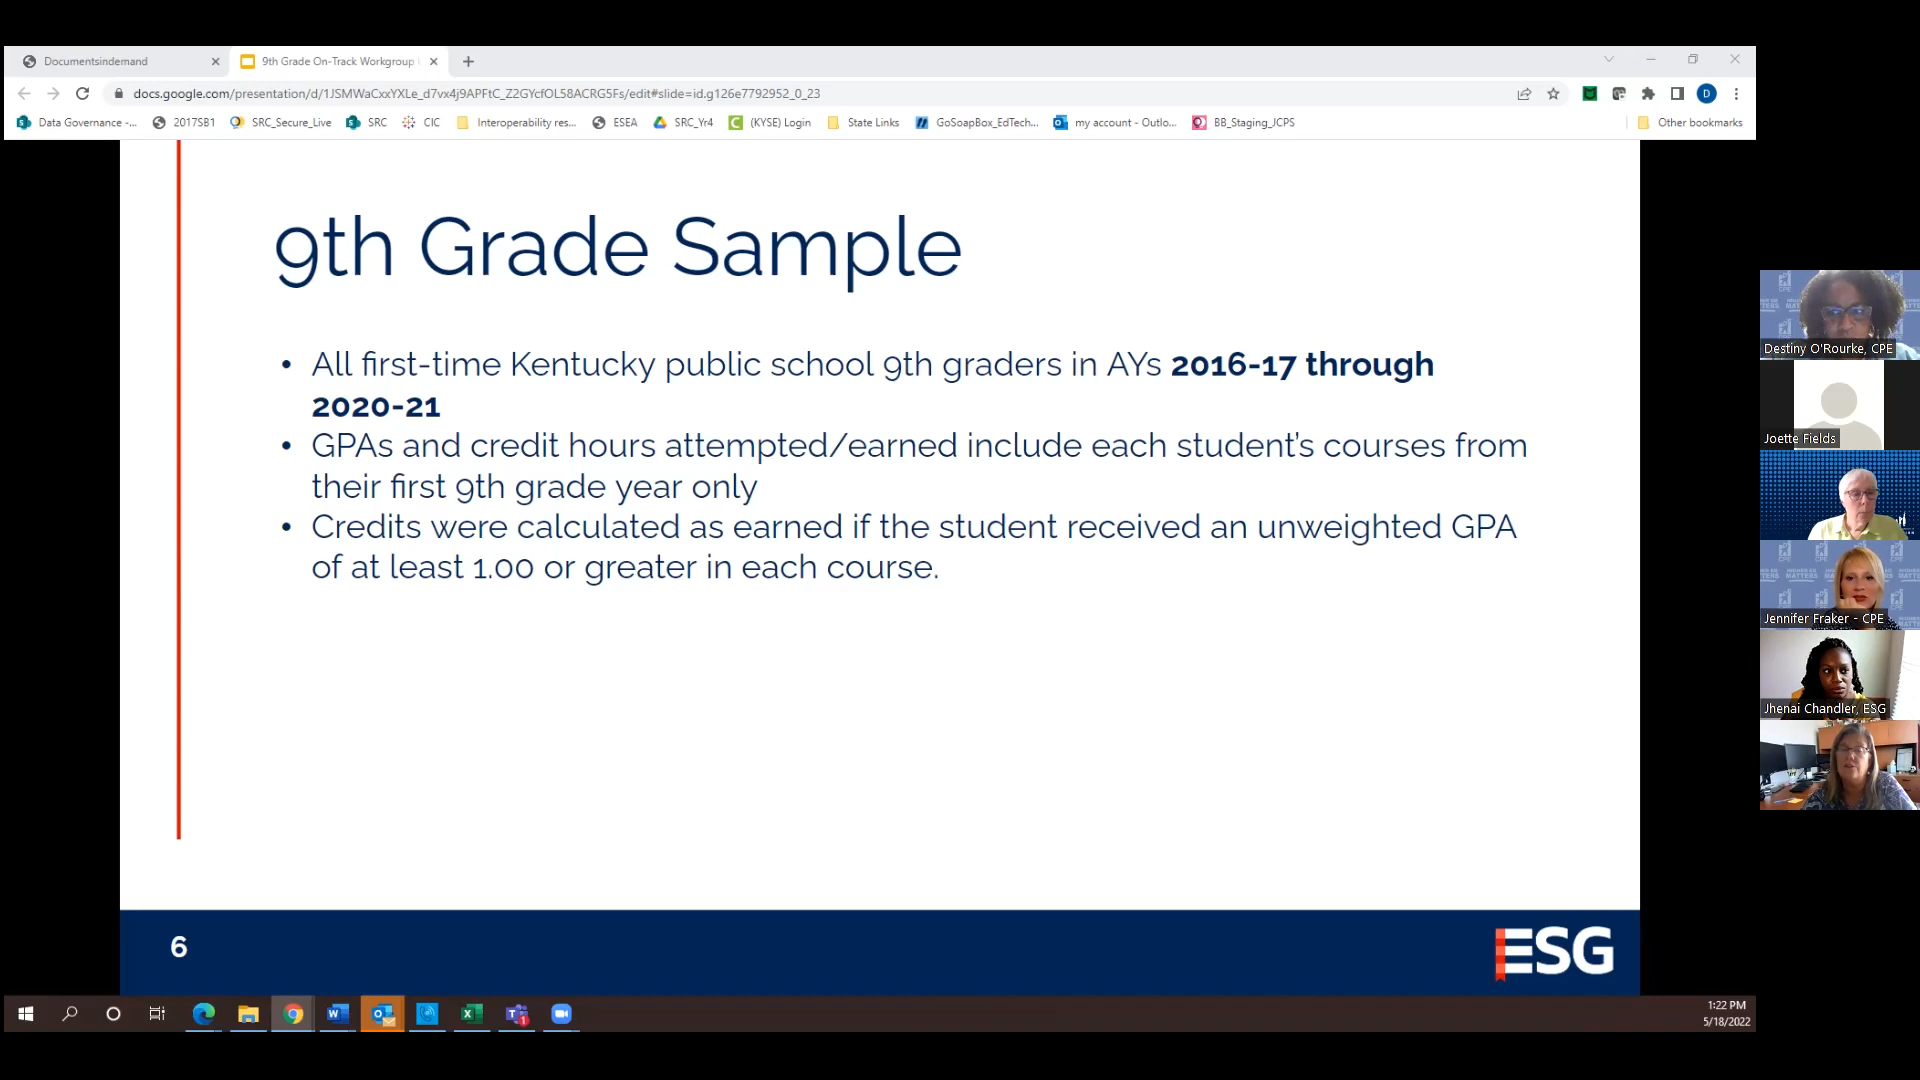 Documentsindemand
9th Grade On-Track Workgroup
docs.google.com/presentation/d/1JSMWaCxxYXLe_d7vx4j9APFtC_Z2GYcfOL58ACRG5Fs/edit#slide=id.g126e7792952_0_23
D
Data Governance -... 2017SB1 SRC_Secure_Live SRC CIC Interoperability res... ESEA SRC_Yr4 (KYSE) Login State Links GoSoapBox_EdTech... my account - Outlo... BB_Staging_JCPS Other bookmarks
9th Grade Sample
• All first-time Kentucky public school 9th graders in AYs 2016-17 through
2020-21
• GPAs and credit hours attempted/earned include each student's courses from
their first 9th grade year only
• Credits were calculated as earned if the student received an unweighted GPA
of at least 1.00 or greater in each course.
6
ESG
Destiny O'Rourke, CPE
Joette Fields
Jennifer Fraker - CPE
Jhenai Chandler, ESG
1:22 PM
5/18/2022